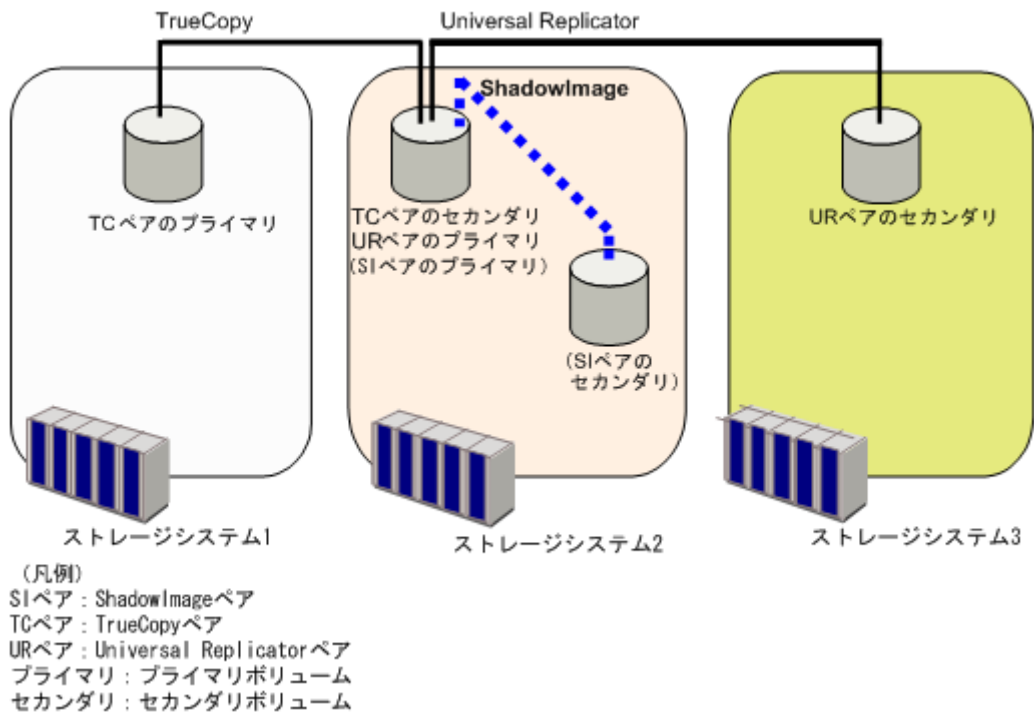 TrueCopy
Universal Replicator
ShadowImage
TCペアのプライマリ
TCペアのセカンダリ
URペアのプライマリ
(SIペアのプライマリ)
URペアのセカンダリ
(SIペアの
セカンダリ)
ストレージシステム1
ストレージシステム2
ストレージシステム3
(凡例)
SIペア:ShadowImageペア
TCペア:TrueCopyペア
URペア:Universal Replicatorペア
プライマリ:プライマリボリューム
セカンダリ:セカンダリボリューム